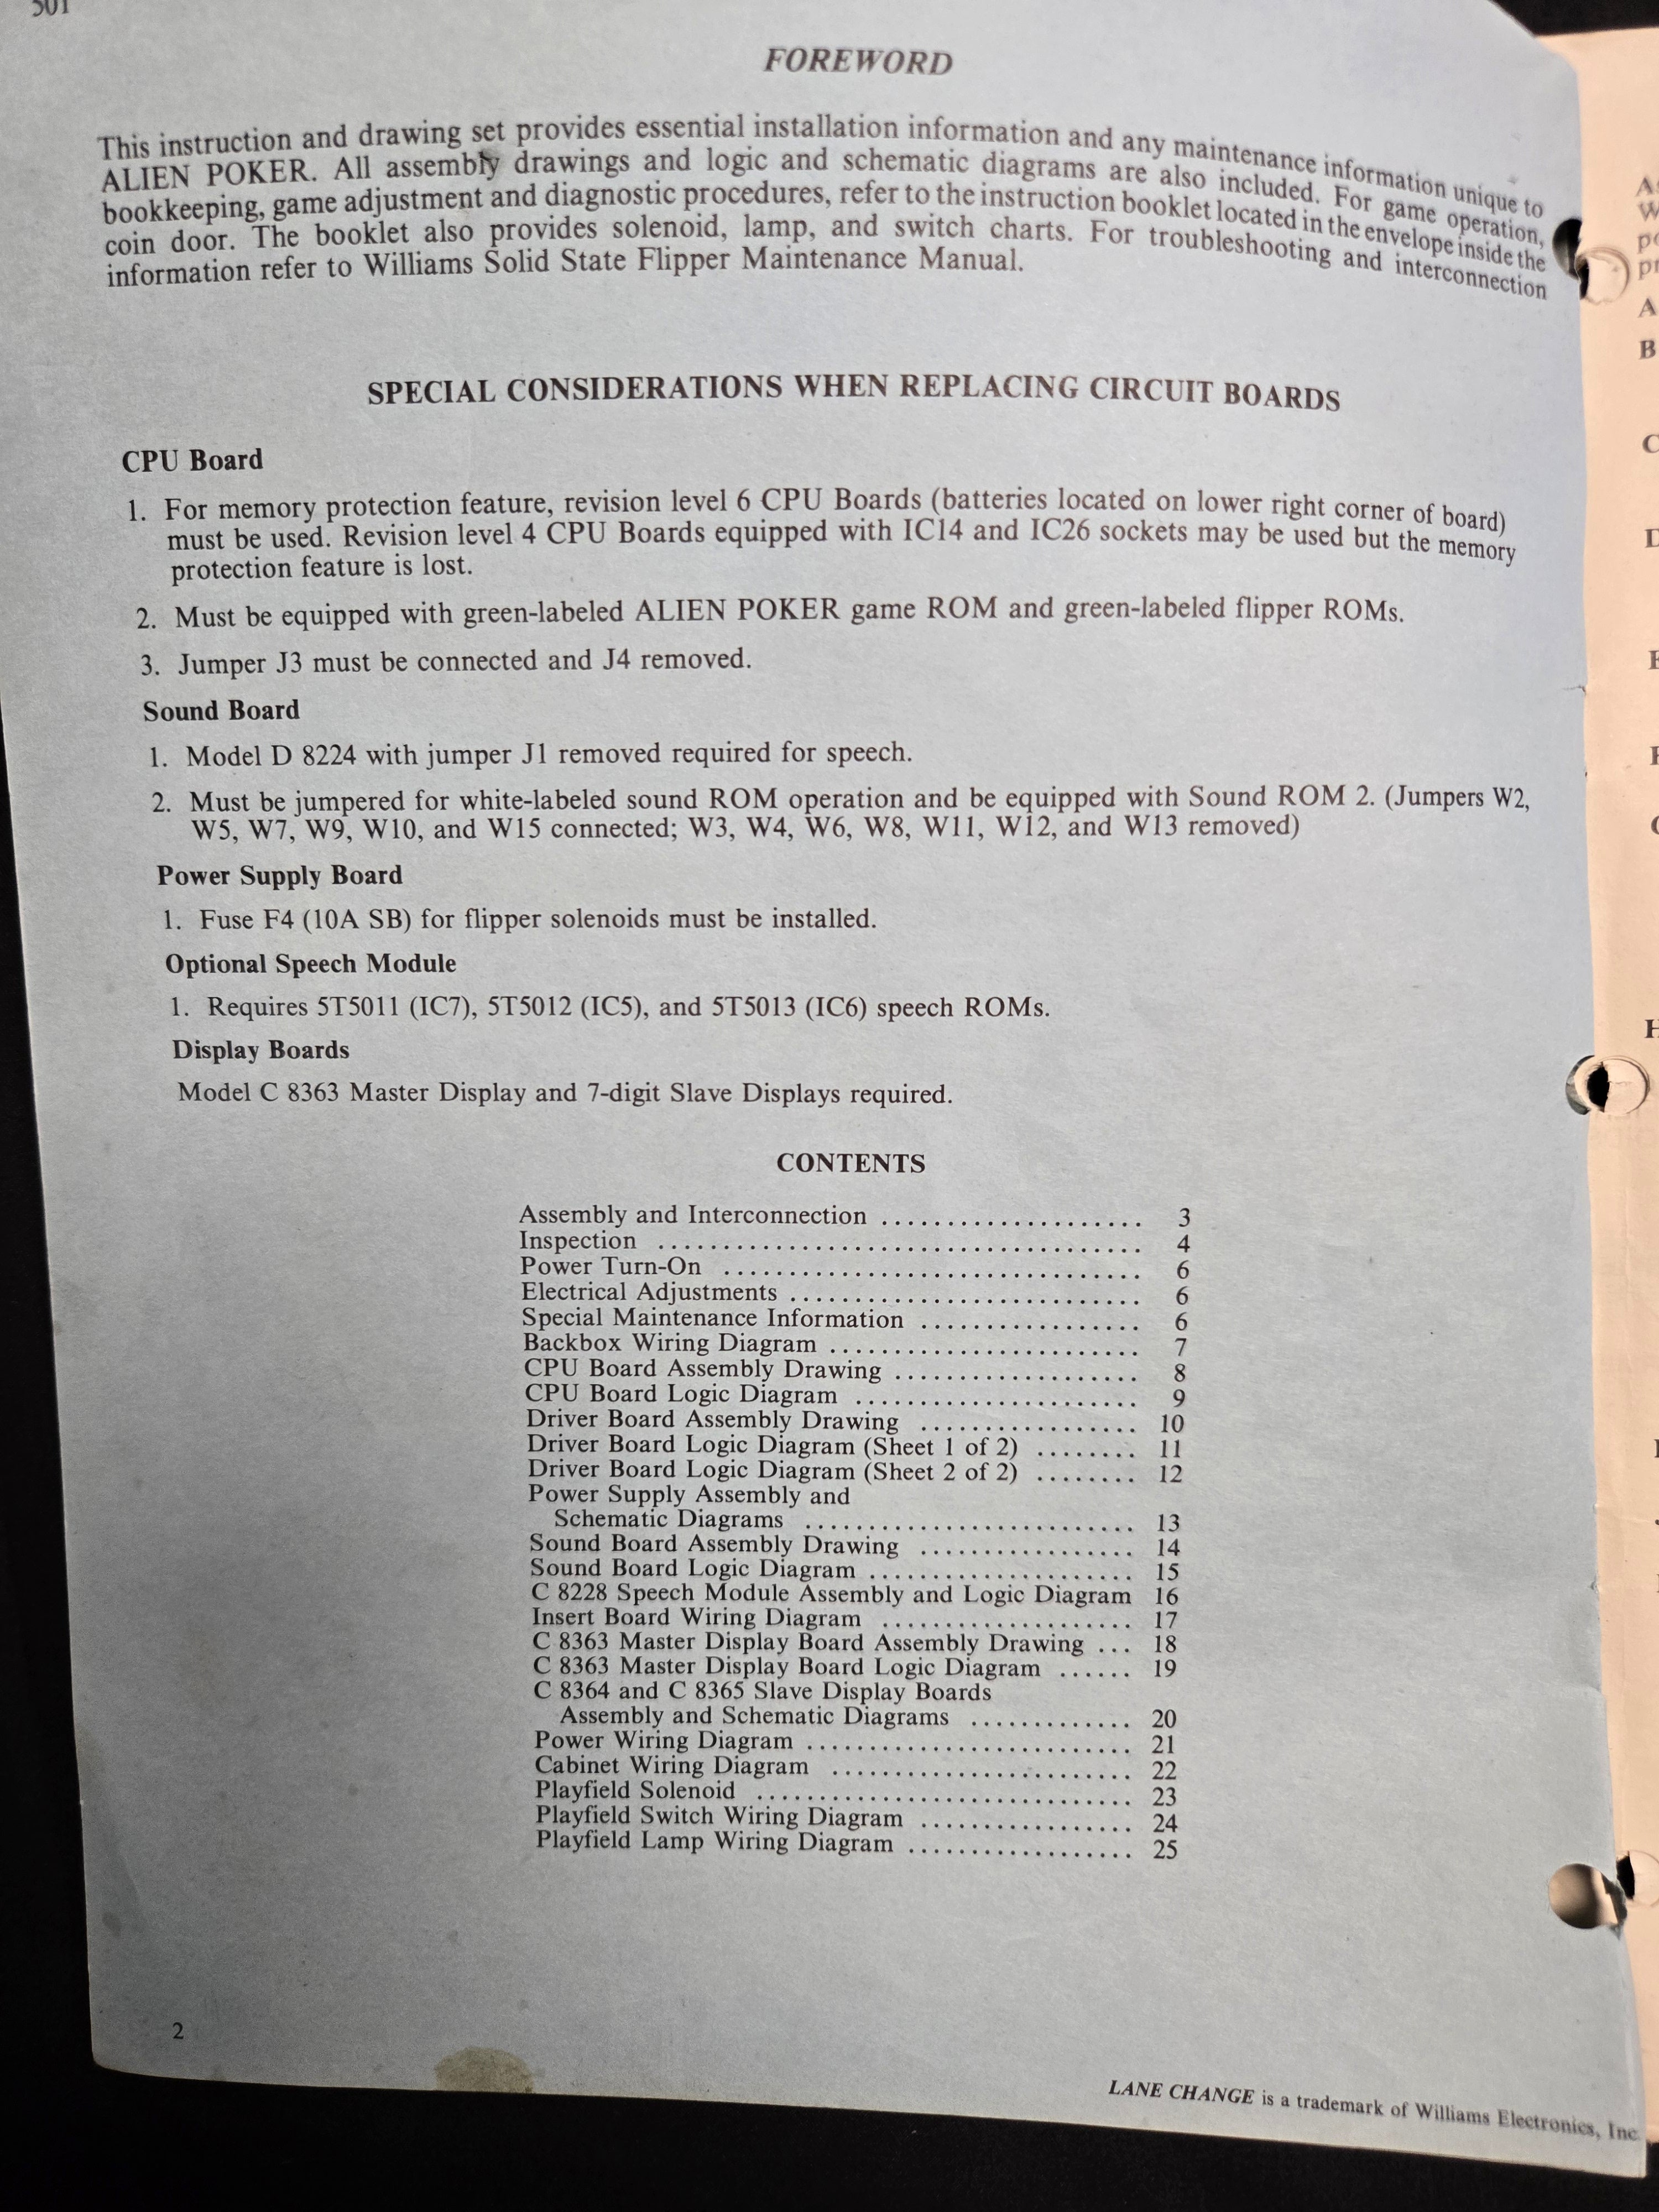 501
FOREWORD
This instruction and drawing set provides essential installation information and any maintenance information unique to
ALIEN POKER. All assembly drawings and logic and schematic diagrams are also included. For game operation,
bookkeeping, game adjustment and diagnostic procedures, refer to the instruction booklet located in the envelope inside the
coin door. The booklet also provides solenoid, lamp, and switch charts. For troubleshooting and interconnection
information refer to Williams Solid State Flipper Maintenance Manual.
SPECIAL CONSIDERATIONS WHEN REPLACING CIRCUIT BOARDS
CPU Board
1. For memory protection feature, revision level 6 CPU Boards (batteries located on lower right corner of board)
must be used. Revision level 4 CPU Boards equipped with IC14 and IC26 sockets may be used but the memory
protection feature is lost.
2. Must be equipped with green-labeled ALIEN POKER game ROM and green-labeled flipper ROMs.
3. Jumper J3 must be connected and J4 removed.
Sound Board
1. Model D 8224 with jumper J1 removed required for speech.
2. Must be jumpered for white-labeled sound ROM operation and be equipped with Sound ROM 2. (Jumpers W2,
W5, W7, W9, W10, and W15 connected; W3, W4, W6, W8, W11, W12, and W13 removed)
Power Supply Board
1. Fuse F4 (10A SB) for flipper solenoids must be installed.
Optional Speech Module
1. Requires 5T5011 (IC7), 5T5012 (IC5), and 5T5013 (IC6) speech ROMs.
Display Boards
Model C 8363 Master Display and 7-digit Slave Displays required.
CONTENTS
Assembly and Interconnection ..................... 3
Inspection ...................................... 4
Power Turn-On ................................. 6
Electrical Adjustments ........................... 6
Special Maintenance Information ................. 6
Backbox Wiring Diagram ........................ 7
CPU Board Assembly Drawing ................... 8
CPU Board Logic Diagram ...................... 9
Driver Board Assembly Drawing ................. 10
Driver Board Logic Diagram (Sheet 1 of 2) ........ 11
Driver Board Logic Diagram (Sheet 2 of 2) ........ 12
Power Supply Assembly and
Schematic Diagrams .......................... 13
Sound Board Assembly Drawing ................. 14
Sound Board Logic Diagram ..................... 15
C 8228 Speech Module Assembly and Logic Diagram 16
Insert Board Wiring Diagram .................... 17
C 8363 Master Display Board Assembly Drawing ... 18
C 8363 Master Display Board Logic Diagram ...... 19
C 8364 and C 8365 Slave Display Boards
Assembly and Schematic Diagrams ............. 20
Power Wiring Diagram .......................... 21
Cabinet Wiring Diagram ........................ 22
Playfield Solenoid .............................. 23
Playfield Switch Wiring Diagram ................. 24
Playfield Lamp Wiring Diagram .................. 25
2
LANE CHANGE is a trademark of Williams Electronics, Inc.